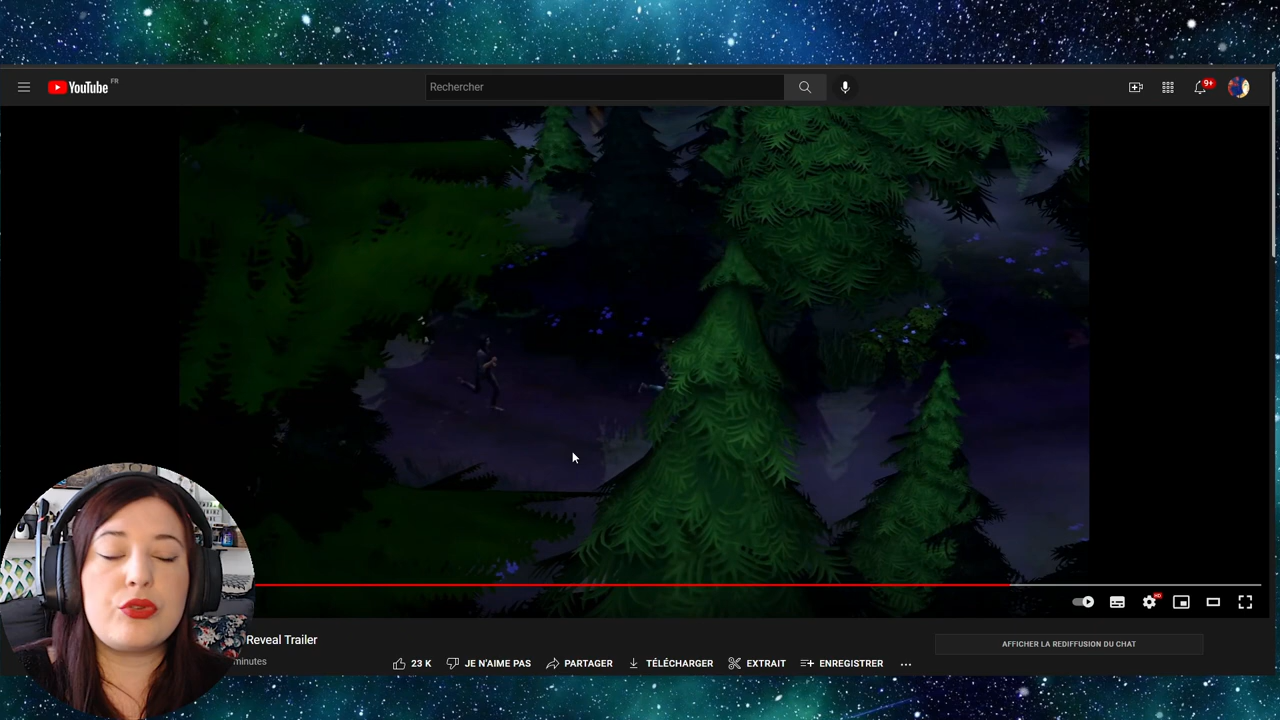 YouTube FR
Rechercher
9+
HD
Reveal Trailer
minutes
23 K
JE N'AIME PAS
PARTAGER
TÉLÉCHARGER
EXTRAIT
ENREGISTRER
AFFICHER LA REDIFFUSION DU CHAT